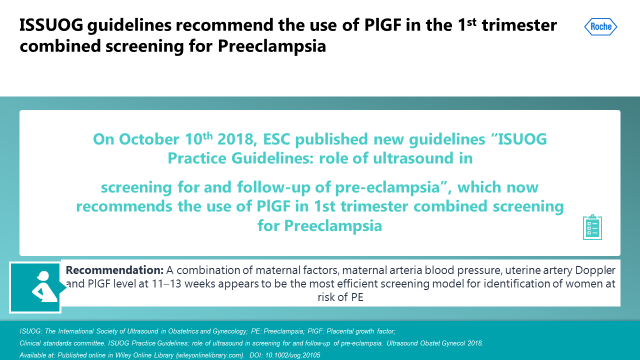 ISSUOG guidelines recommend the use of PlGF in the 1st trimester
combined screening for Preeclampsia
Roche
On October 10th 2018, ESC published new guidelines “ISUOG
Practice Guidelines: role of ultrasound in
screening for and follow-up of pre-eclampsia”, which now
recommends the use of PlGF in 1st trimester combined screening
for Preeclampsia
Recommendation: A combination of maternal factors, maternal arteria blood pressure, uterine artery Doppler
and PlGF level at 11–13 weeks appears to be the most efficient screening model for identification of women at
risk of PE
ISUOG: The International Society of Ultrasound in Obstetrics and Gynecology; PE: Preeclampsia; PlGF: Placental growth factor;
Clinical standards committee. ISUOG Practice Guidelines: role of ultrasound in screening for and follow-up of pre-eclampsia. Ultrasound Obstet Gynecol 2018.
Available at: Published online in Wiley Online Library (wileyonlinelibrary.com). DOI: 10.1002/uog.20105